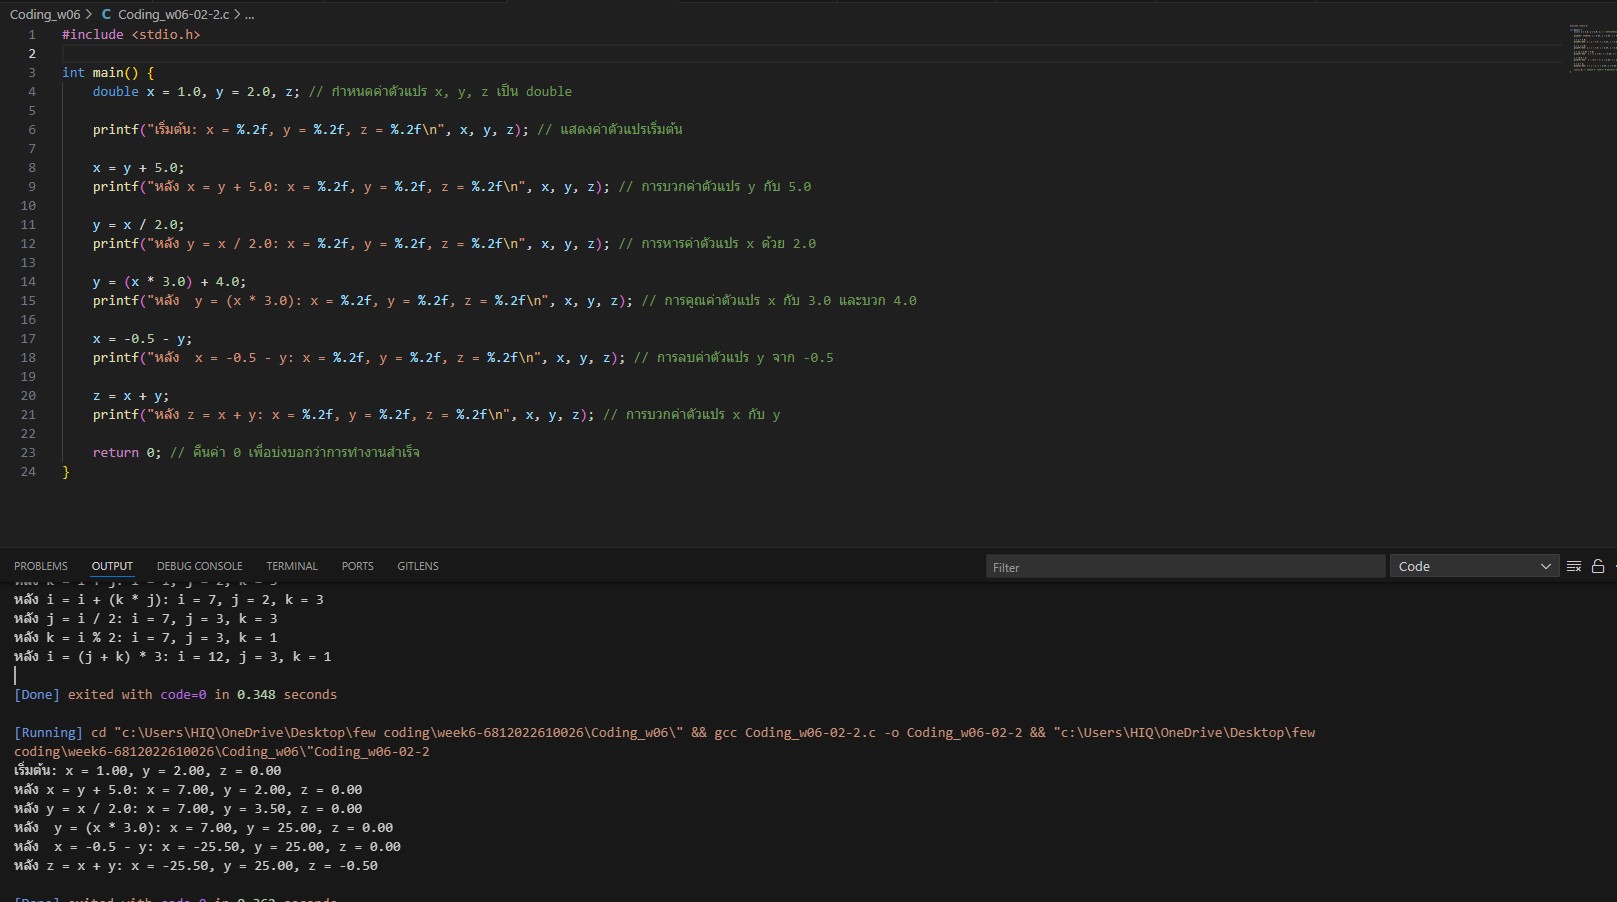 Coding_w06 > C Coding_w06-02-2.c > ...
1 #include <stdio.h>
2
3 int main() {
4 double x = 1.0, y = 2.0, z; // กำหนดค่าตัวแปร x, y, z เป็น double
5
6 printf("เริ่มต้น: x = %.2f, y = %.2f, z = %.2f\n", x, y, z); // แสดงค่าตัวแปรเริ่มต้น
7
8 x = y + 5.0;
9 printf("หลัง x = y + 5.0: x = %.2f, y = %.2f, z = %.2f\n", x, y, z); // การบวกค่าตัวแปร y กับ 5.0
10
11 y = x / 2.0;
12 printf("หลัง y = x / 2.0: x = %.2f, y = %.2f, z = %.2f\n", x, y, z); // การหารค่าตัวแปร x ด้วย 2.0
13
14 y = (x * 3.0) + 4.0;
15 printf("หลัง  y = (x * 3.0): x = %.2f, y = %.2f, z = %.2f\n", x, y, z); // การคูณค่าตัวแปร x กับ 3.0 และบวก 4.0
16
17 x = -0.5 - y;
18 printf("หลัง  x = -0.5 - y: x = %.2f, y = %.2f, z = %.2f\n", x, y, z); // การลบค่าตัวแปร y จาก -0.5
19
20 z = x + y;
21 printf("หลัง z = x + y: x = %.2f, y = %.2f, z = %.2f\n", x, y, z); // การบวกค่าตัวแปร x กับ y
22
23 return 0; // คืนค่า 0 เพื่อบ่งบอกว่าการทำงานสำเร็จ
24 }
PROBLEMS OUTPUT DEBUG CONSOLE TERMINAL PORTS GITLENS Filter Code
หลัง k = i + j: i = 1, j = 2, k = 3
หลัง i = i + (k * j): i = 7, j = 2, k = 3
หลัง j = i / 2: i = 7, j = 3, k = 3
หลัง k = i % 2: i = 7, j = 3, k = 1
หลัง i = (j + k) * 3: i = 12, j = 3, k = 1
[Done] exited with code=0 in 0.348 seconds
[Running] cd "c:\Users\HIQ\OneDrive\Desktop\few coding\week6-6812022610026\Coding_w06\" && gcc Coding_w06-02-2.c -o Coding_w06-02-2 && "c:\Users\HIQ\OneDrive\Desktop\few
coding\week6-6812022610026\Coding_w06\"Coding_w06-02-2
เริ่มต้น: x = 1.00, y = 2.00, z = 0.00
หลัง x = y + 5.0: x = 7.00, y = 2.00, z = 0.00
หลัง y = x / 2.0: x = 7.00, y = 3.50, z = 0.00
หลัง  y = (x * 3.0): x = 7.00, y = 25.00, z = 0.00
หลัง  x = -0.5 - y: x = -25.50, y = 25.00, z = 0.00
หลัง z = x + y: x = -25.50, y = 25.00, z = -0.50
[Done] exited with code=0 in 0.362 seconds